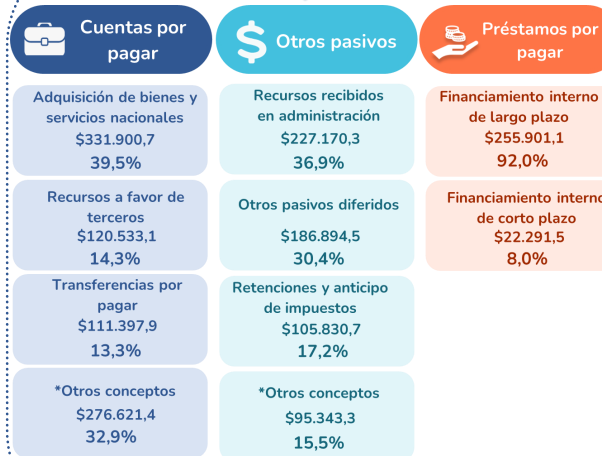 Cuentas por
pagar
Adquisición de bienes y
servicios nacionales
$331.900,7
39,5%
Recursos a favor de
terceros
$120.533,1
14,3%
Transferencias por
pagar
$111.397,9
13,3%
*Otros conceptos
$276.621,4
32,9%
Otros pasivos
Recursos recibidos
en administración
$227.170,3
36,9%
Otros pasivos diferidos
$186.894,5
30,4%
Retenciones y anticipo
de impuestos
$105.830,7
17,2%
*Otros conceptos
$95.343,3
15,5%
Préstamos por
pagar
Financiamiento interno
de largo plazo
$255.901,1
92,0%
Financiamiento interno
de corto plazo
$22.291,5
8,0%